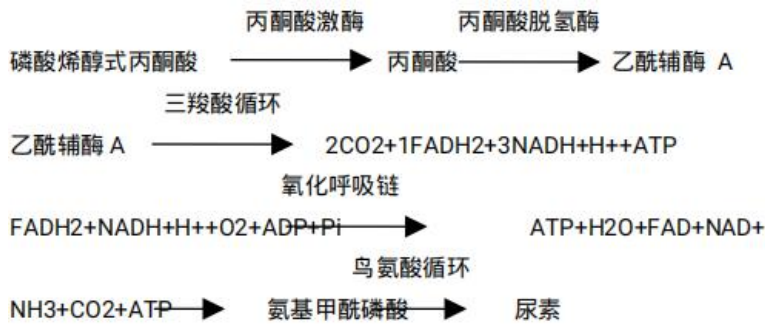 丙酮酸激酶 丙酮酸脱氢酶
磷酸烯醇式丙酮酸 丙酮酸 乙酰辅酶 A
三羧酸循环
乙酰辅酶 A 2CO2+1FADH2+3NADH+H++ATP
氧化呼吸链
FADH2+NADH+H++O2+ADP+Pi ATP+H2O+FAD+NAD+
鸟氨酸循环
NH3+CO2+ATP 氨基甲酰磷酸 尿素